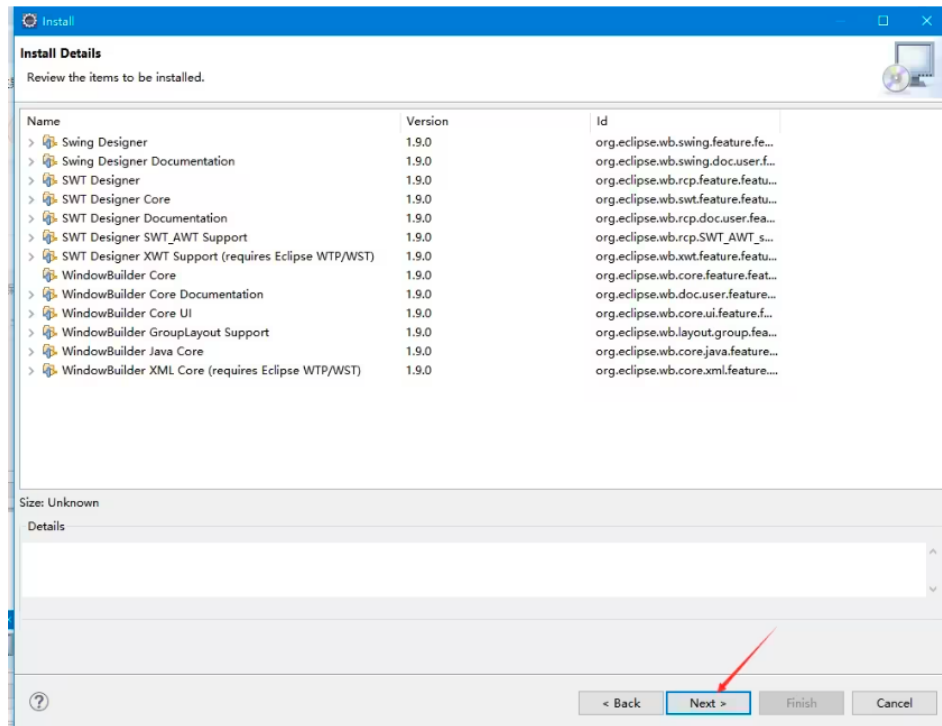 Install
Install Details
Review the items to be installed.
Name Version Id
Swing Designer 1.9.0 org.eclipse.wb.swing.feature.fe...
Swing Designer Documentation 1.9.0 org.eclipse.wb.swing.doc.user.f...
SWT Designer 1.9.0 org.eclipse.wb.rcp.feature.featu...
SWT Designer Core 1.9.0 org.eclipse.wb.swt.feature.featu...
SWT Designer Documentation 1.9.0 org.eclipse.wb.rcp.doc.user.fea...
SWT Designer SWT_AWT Support 1.9.0 org.eclipse.wb.rcp.SWT_AWT_s...
SWT Designer XWT Support (requires Eclipse WTP/WST) 1.9.0 org.eclipse.wb.xwt.feature.featu...
WindowBuilder Core 1.9.0 org.eclipse.wb.core.feature.feat...
WindowBuilder Core Documentation 1.9.0 org.eclipse.wb.doc.user.feature...
WindowBuilder Core UI 1.9.0 org.eclipse.wb.core.ui.feature.f...
WindowBuilder GroupLayout Support 1.9.0 org.eclipse.wb.layout.group.fea...
WindowBuilder Java Core 1.9.0 org.eclipse.wb.core.java.feature...
WindowBuilder XML Core (requires Eclipse WTP/WST) 1.9.0 org.eclipse.wb.core.xml.feature....
Size: Unknown
Details
? < Back Next > Finish Cancel